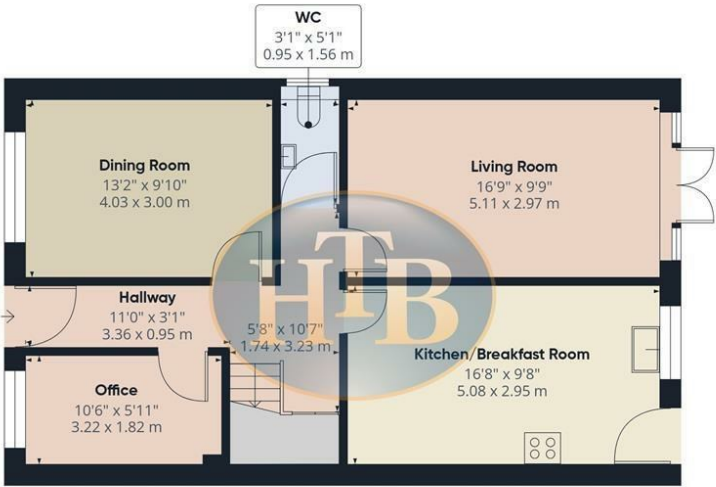 WC
3'1" x 5'1"
0.95 x 1.56 m
Dining Room
13'2" x 9'10"
4.03 x 3.00 m
Living Room
16'9" x 9'9"
5.11 x 2.97 m
HTB
Hallway
11'0" x 3'1"
3.36 x 0.95 m
5'8" x 10'7"
1.74 x 3.23 m
Kitchen/Breakfast Room
16'8" x 9'8"
5.08 x 2.95 m
Office
10'6" x 5'11"
3.22 x 1.82 m